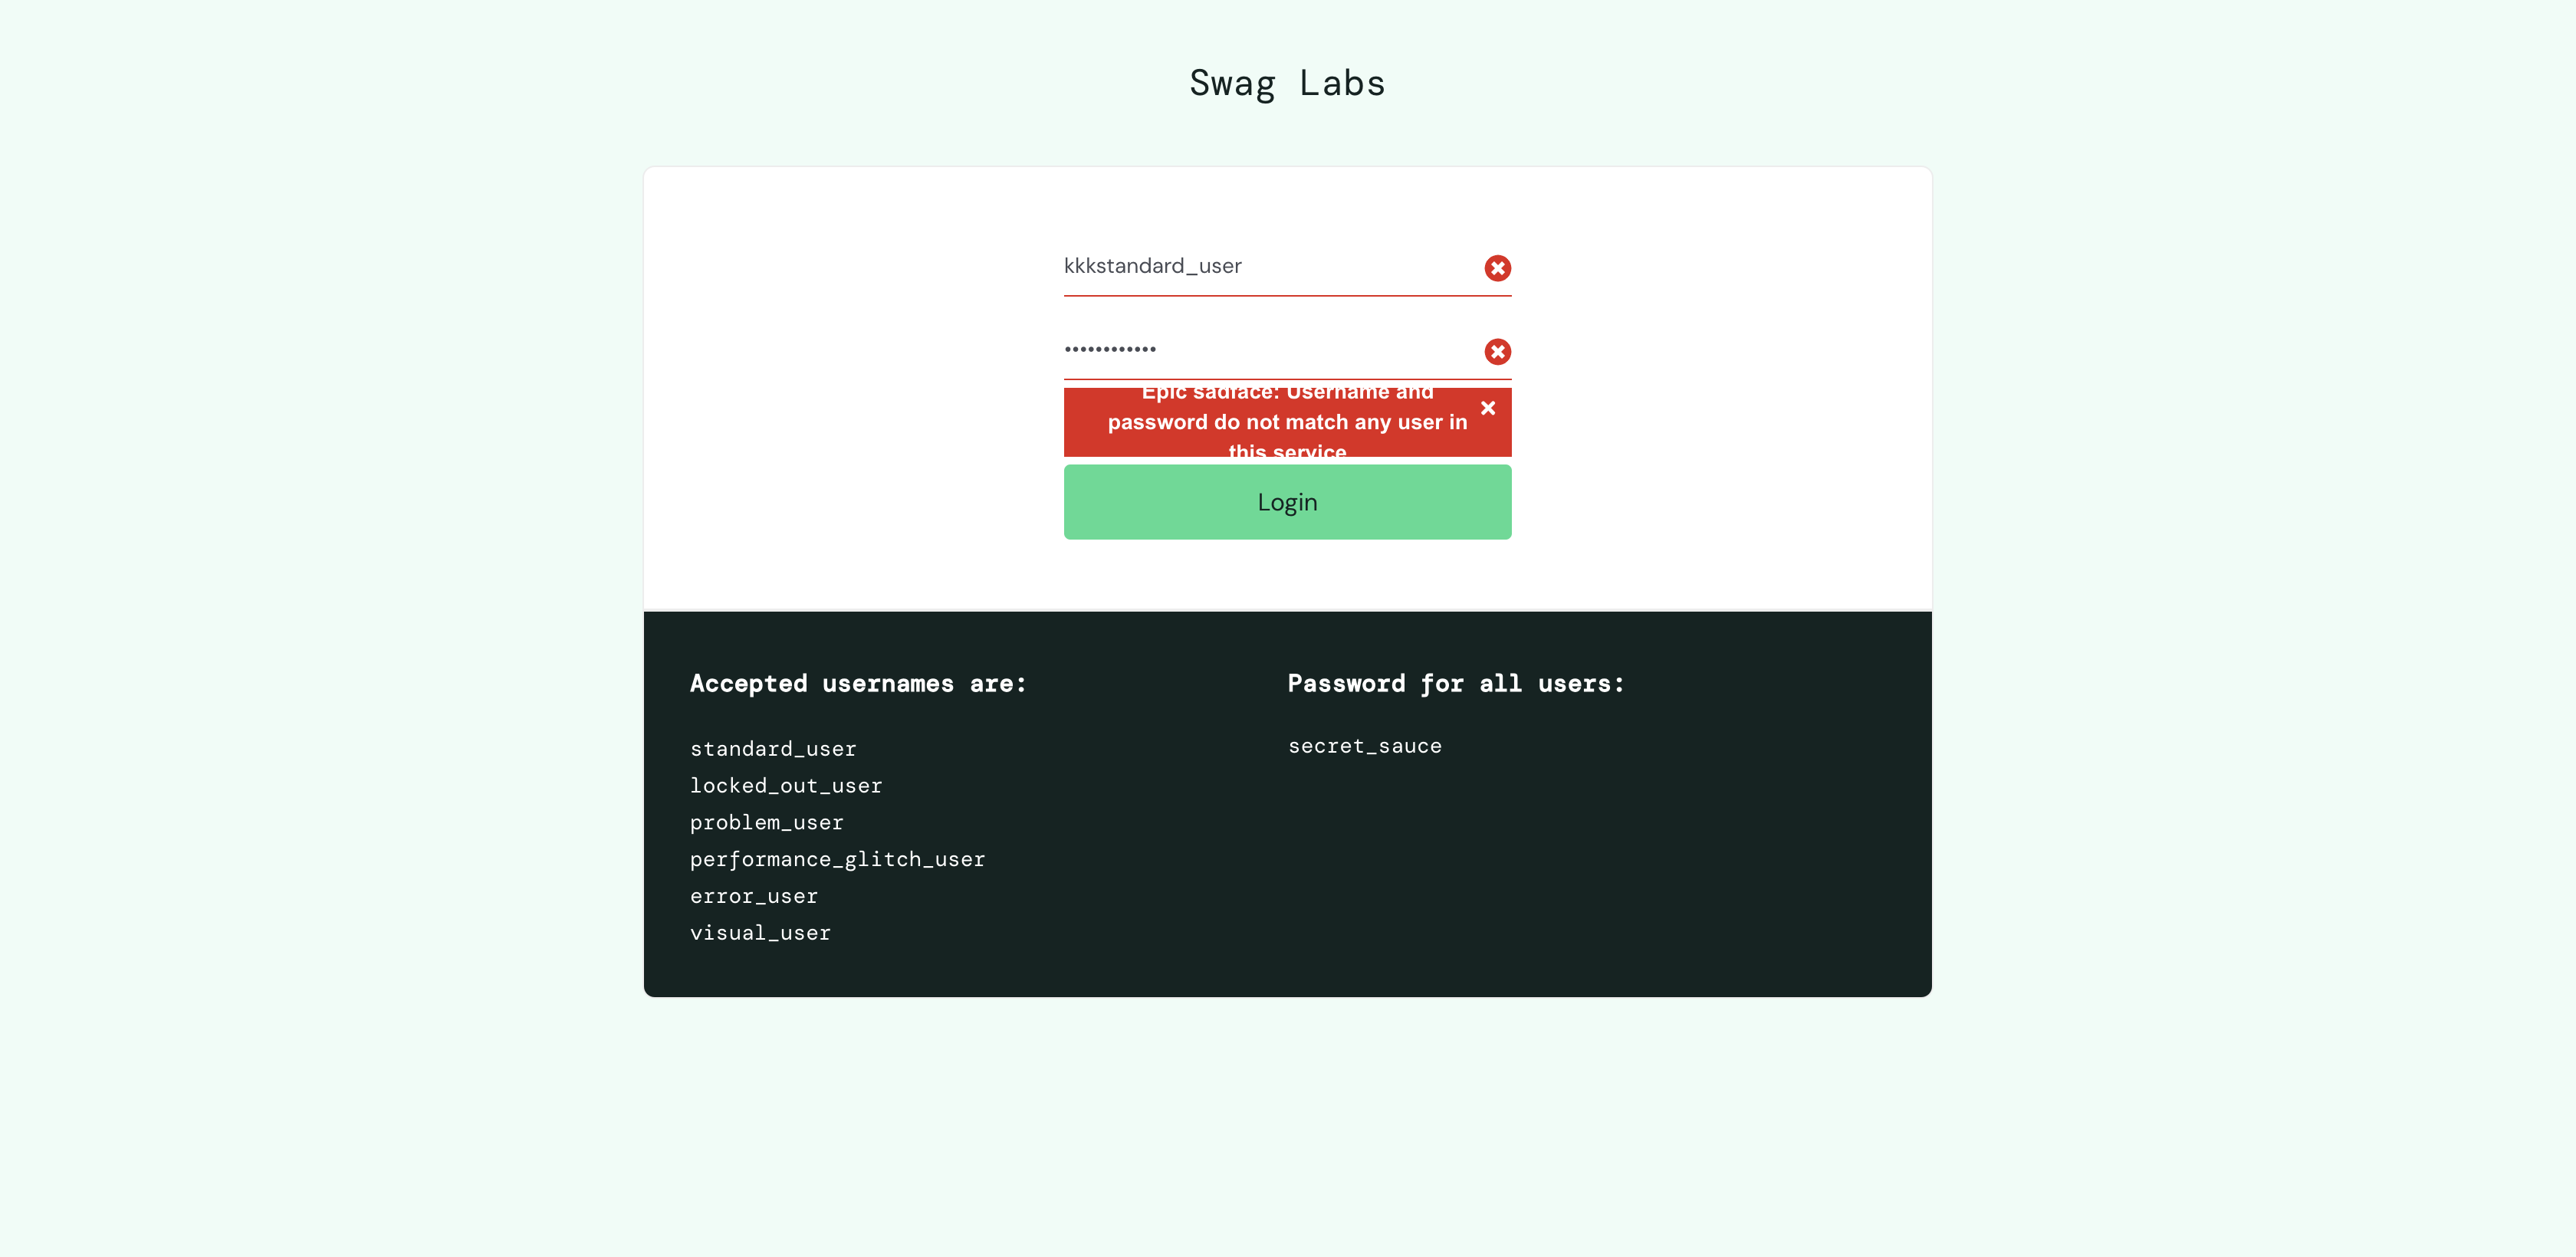 Swag Labs
kkkstandard_user
••••••••••••
Epic sadface: Username and
password do not match any user in
this service
Login
Accepted usernames are:
standard_user
locked_out_user
problem_user
performance_glitch_user
error_user
visual_user
Password for all users:
secret_sauce